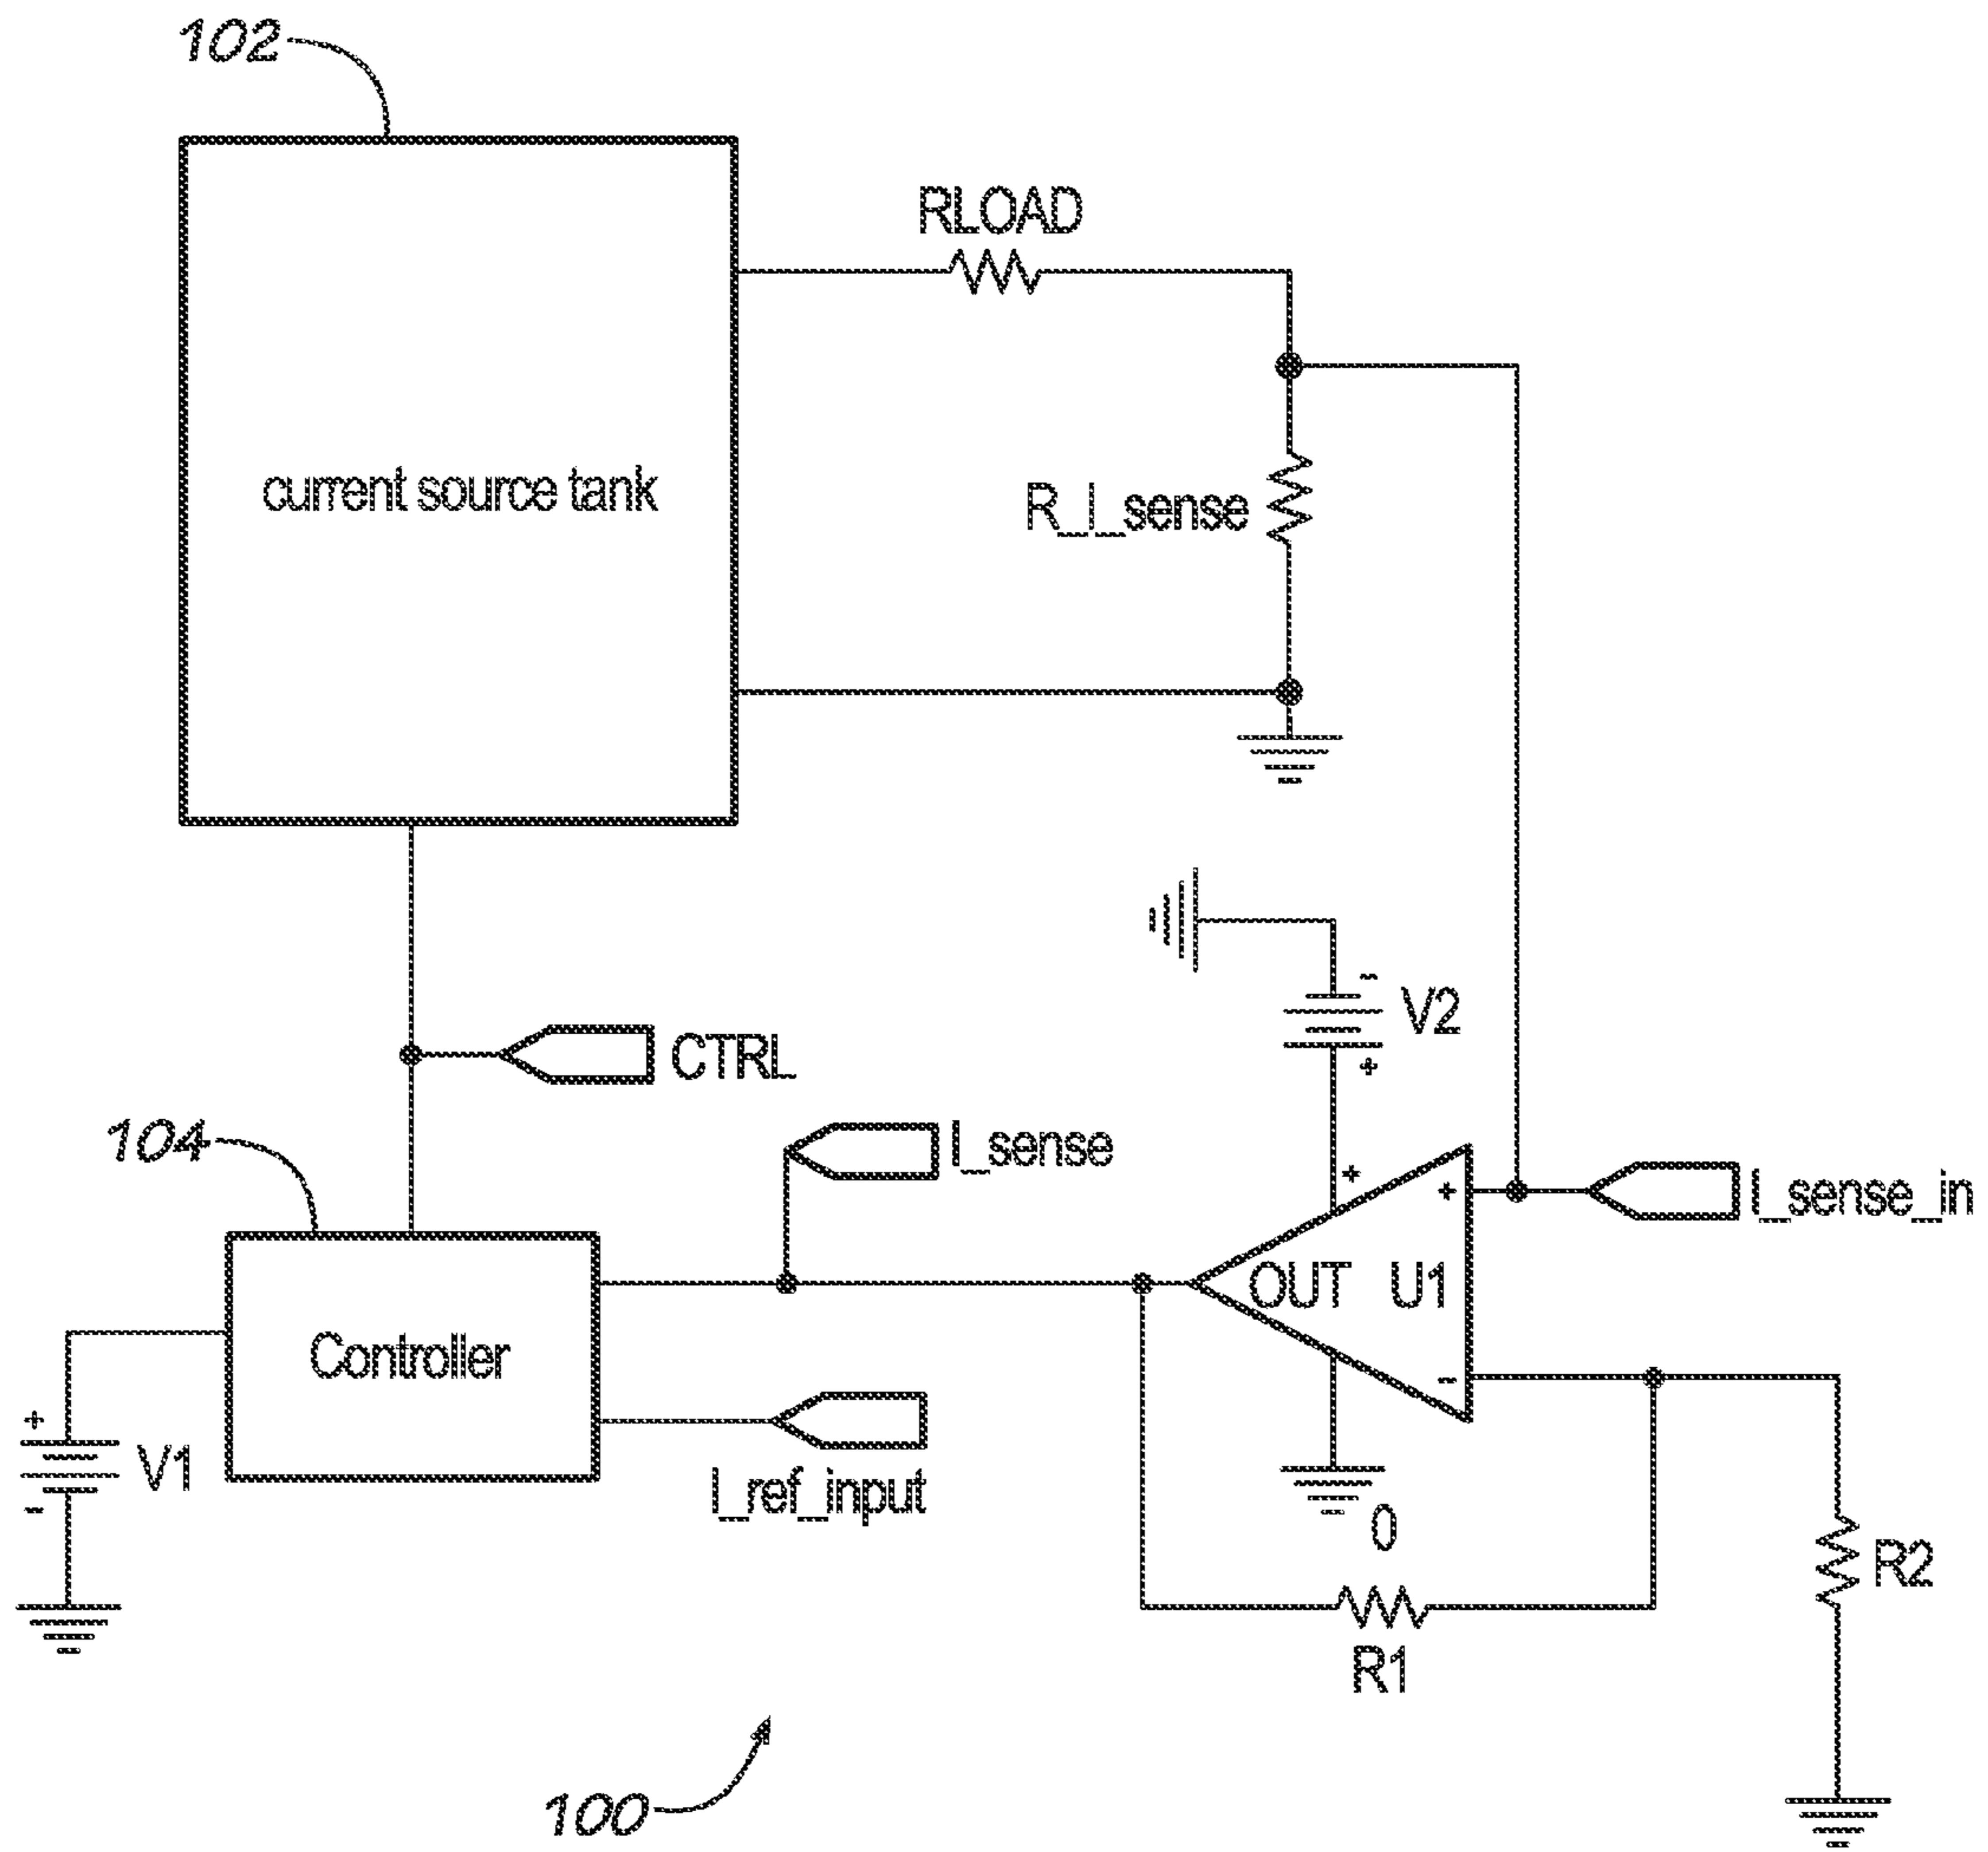 102
RLOAD
current source tank
R_I_sense
-
V2
CTRL
+
104
I_sense
+
+
I_sense_in
OUT U1
Controller
-
+
V1
-
I_ref_input
0
R2
R1
100